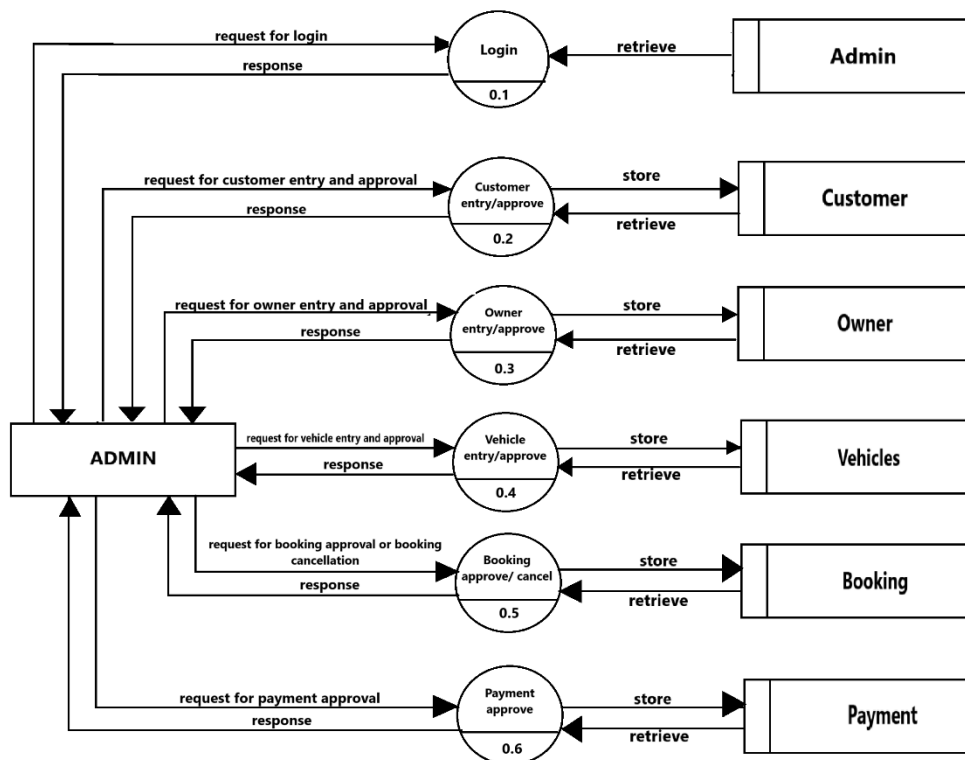 request for login
Login
retrieve
Admin
response
0.1
request for customer entry and approval
Customer
entry/approve
store
Customer
response
retrieve
0.2
request for owner entry and approval
Owner
entry/approve
store
Owner
response
retrieve
0.3
ADMIN
request for vehicle entry and approval
Vehicle
entry/approve
store
Vehicles
response
retrieve
0.4
request for booking approval or booking
cancellation
Booking
approve/ cancel
store
Booking
response
retrieve
0.5
request for payment approval
Payment
approve
store
Payment
response
retrieve
0.6